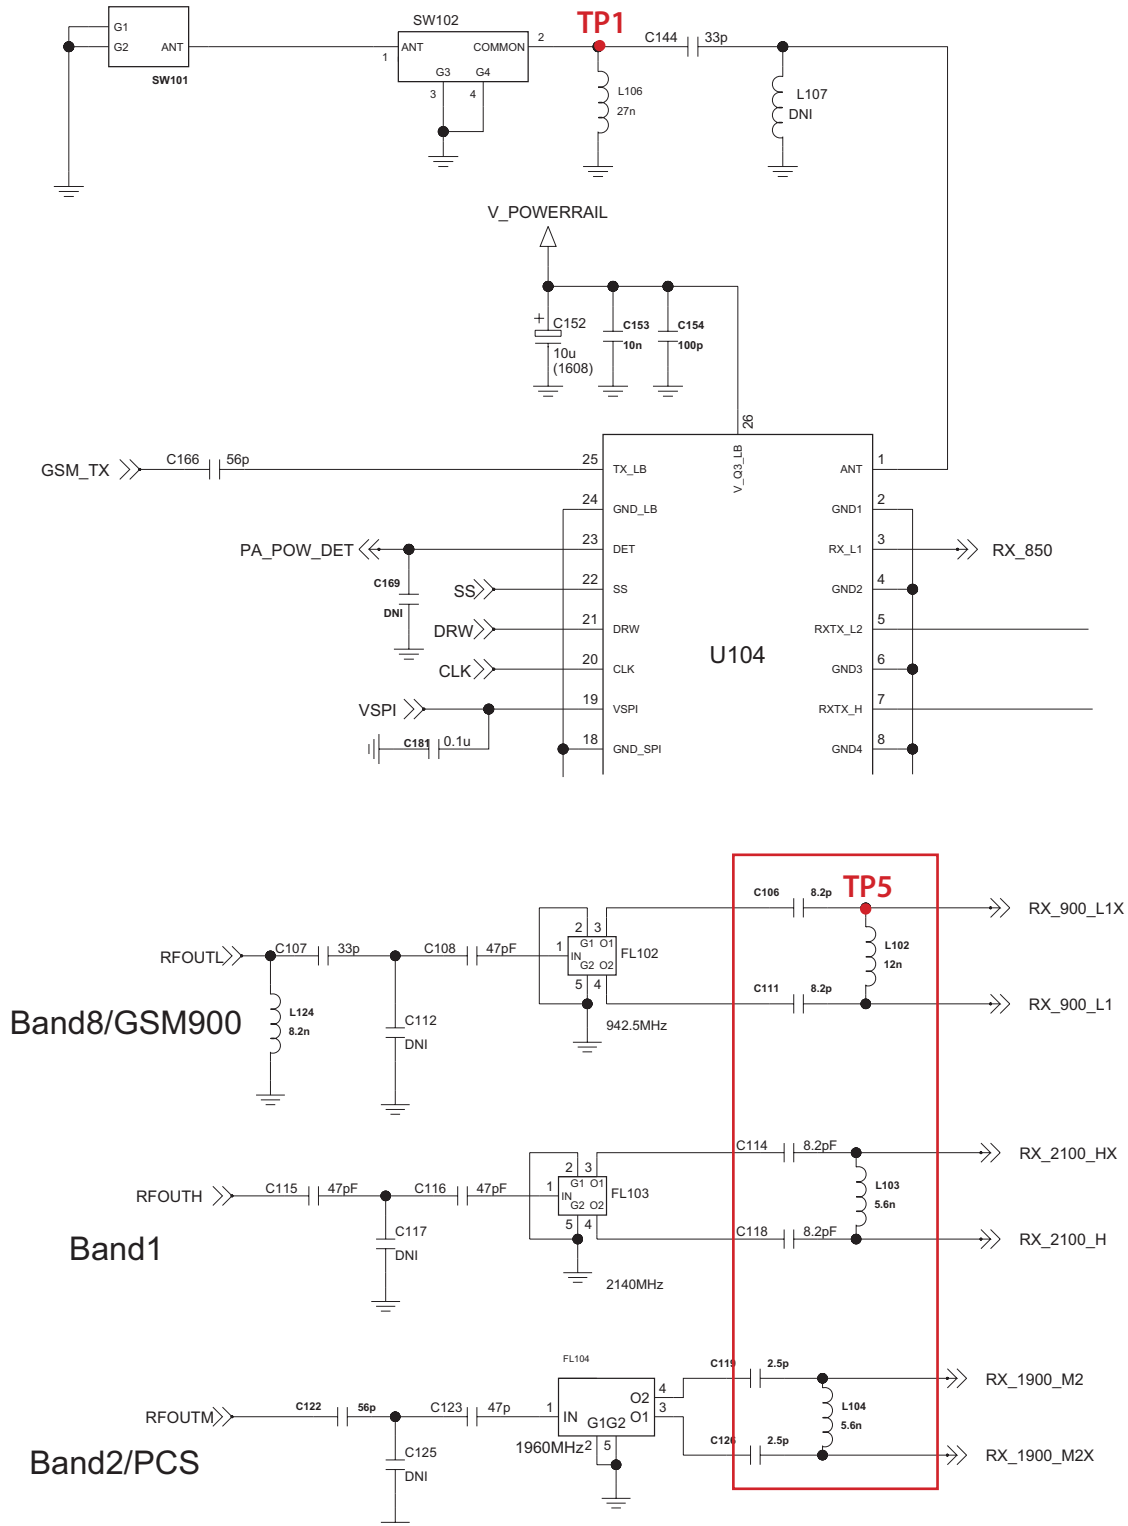 G1
G2
ANT
SW101
SW102
ANT
COMMON
1
2
G3
G4
3
4
TP1
C144
33p
L106
27n
L107
DNI
V_POWERRAIL
+
C152
10u
(1608)
C153
10n
C154
100p
26
V_Q3_LB
GSM_TX
C166
56p
25
TX_LB
ANT
1
24
GND_LB
GND1
2
PA_POW_DET
23
DET
RX_L1
3
RX_850
C169
DNI
SS
22
SS
GND2
4
DRW
21
DRW
RXTX_L2
5
U104
CLK
20
CLK
GND3
6
VSPI
19
VSPI
RXTX_H
7
C181
0.1u
18
GND_SPI
GND4
8
C106
8.2p
TP5
RX_900_L1X
RFOUTL
C107
33p
C108
47pF
1
2
3
G1
O1
IN
G2
O2
5
4
FL102
L102
12n
C111
8.2p
RX_900_L1
Band8/GSM900
L124
8.2n
C112
DNI
942.5MHz
C114
8.2pF
RX_2100_HX
RFOUTH
C115
47pF
C116
47pF
1
2
3
G1
O1
IN
G2
O2
5
4
FL103
L103
5.6n
C118
8.2pF
RX_2100_H
Band1
C117
DNI
2140MHz
FL104
C119
2.5p
RX_1900_M2
RFOUTM
C122
56p
C123
47p
1
IN
O2
4
G1G2
O1
3
2
5
1960MHz
L104
5.6n
C126
2.5p
RX_1900_M2X
Band2/PCS
C125
DNI